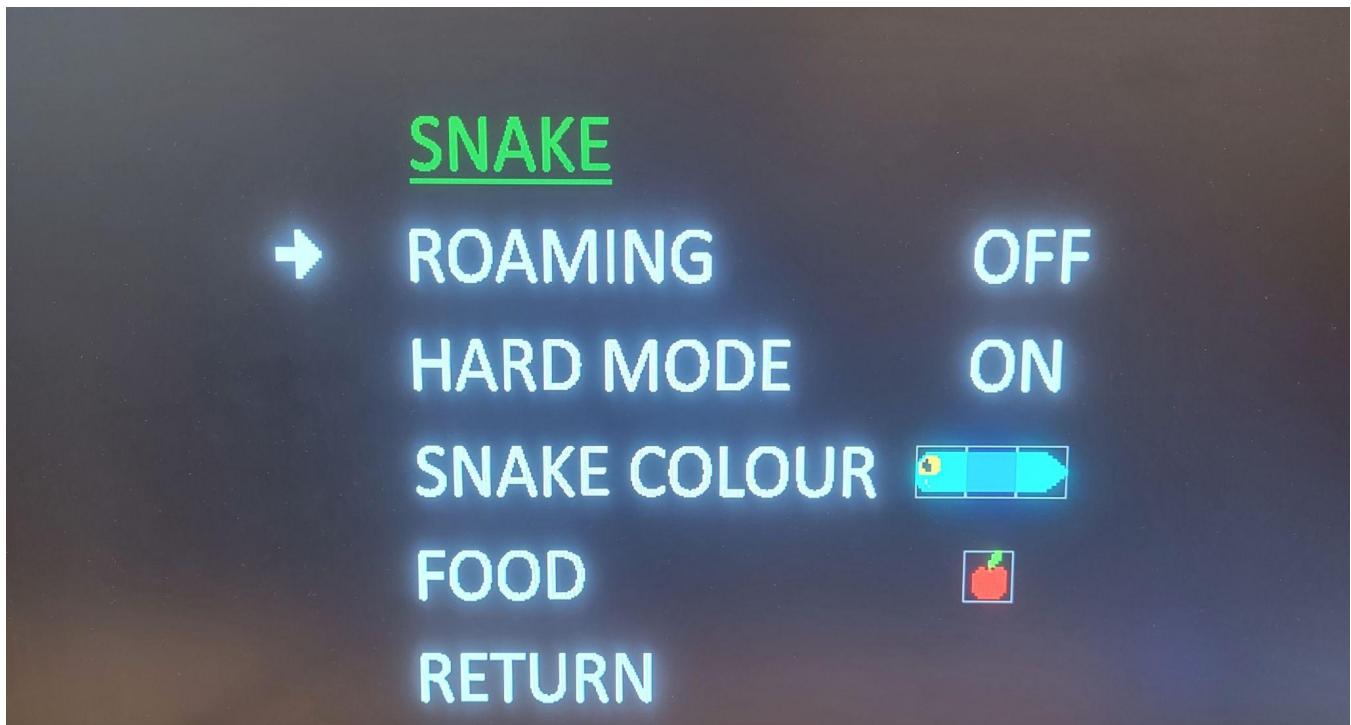 SNAKE
ROAMING OFF
HARD MODE ON
SNAKE COLOUR
FOOD
RETURN